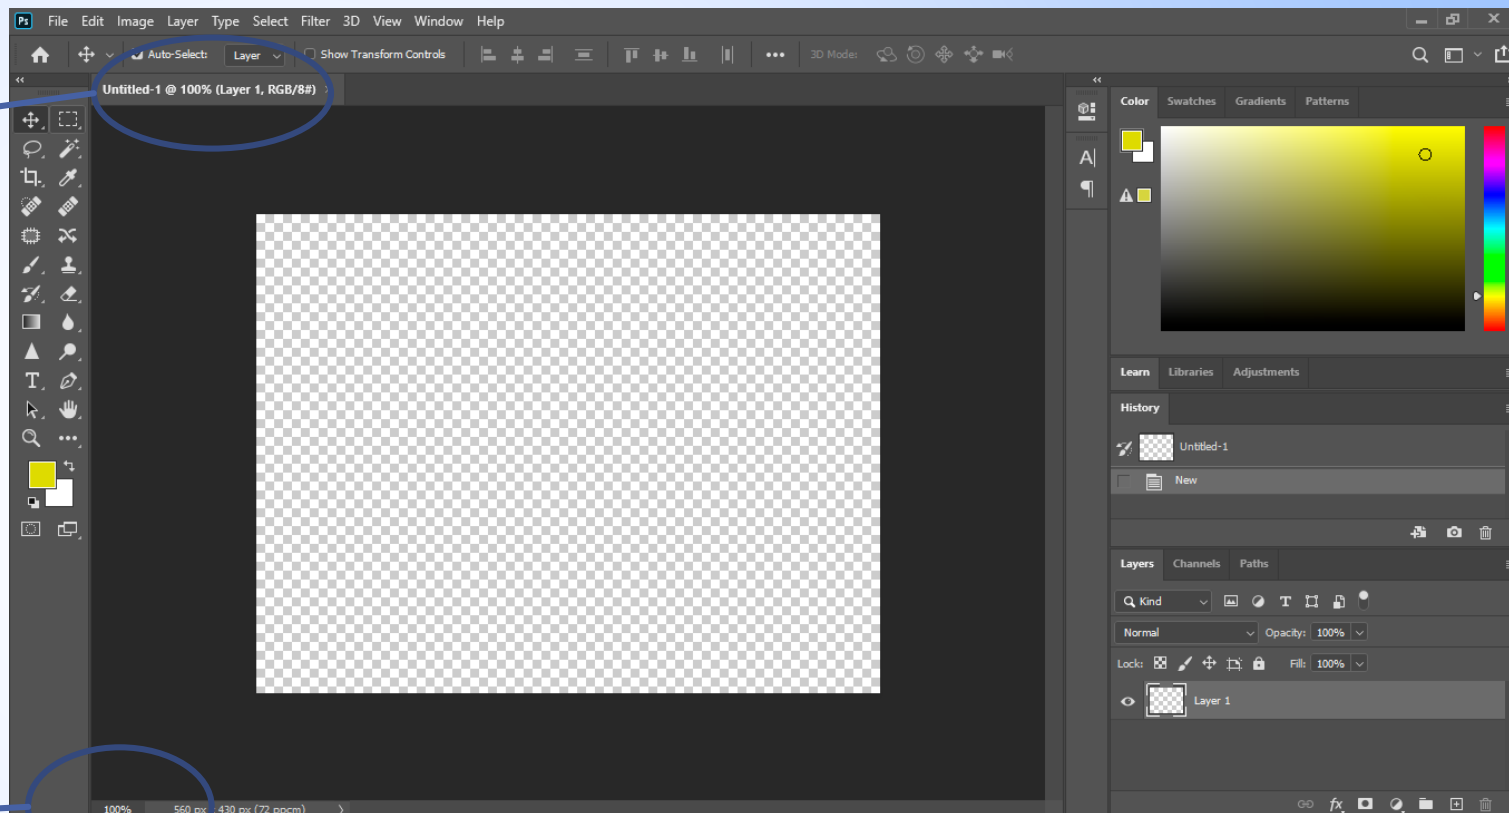 Ps File Edit Image Layer Type Select Filter 3D View Window Help
Auto-Select: Layer Show Transform Controls 3D Mode:
Untitled-1 @ 100% (Layer 1, RGB/8#) ×
Color Swatches Gradients Patterns
Learn Libraries Adjustments
History
Untitled-1
New
Layers Channels Paths
Kind
Normal Opacity: 100%
Lock: Fill: 100%
Layer 1
fx
100% 560 px 430 px (72 ppcm)